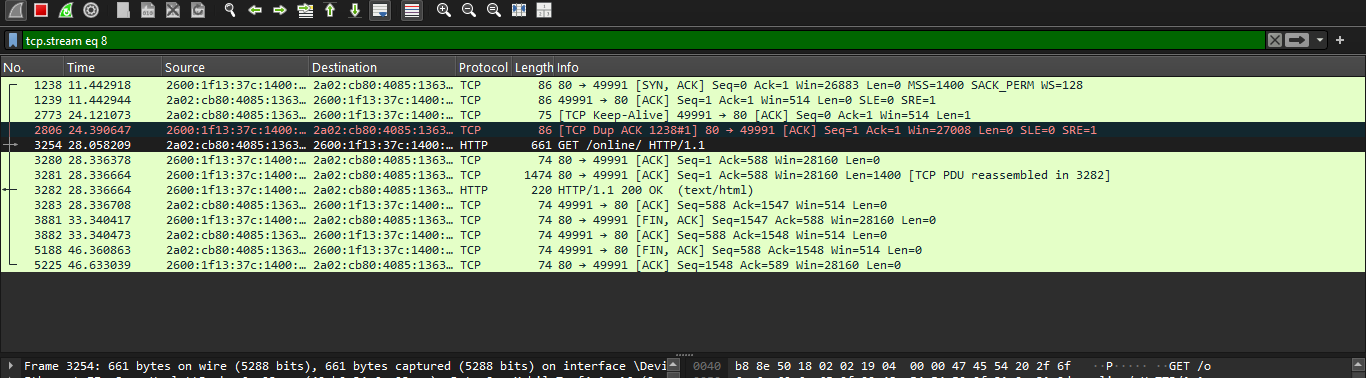 tcp.stream eq 8
No. Time Source Destination Protocol Length Info
1238 11.442918 2600:1f13:37c:1400:… 2a02:cb80:4085:1363… TCP 86 80 → 49991 [SYN, ACK] Seq=0 Ack=1 Win=26883 Len=0 MSS=1400 SACK_PERM WS=128
1239 11.442944 2a02:cb80:4085:1363… 2600:1f13:37c:1400:… TCP 86 49991 → 80 [ACK] Seq=1 Ack=1 Win=514 Len=0 SLE=0 SRE=1
2773 24.121073 2a02:cb80:4085:1363… 2600:1f13:37c:1400:… TCP 75 [TCP Keep-Alive] 49991 → 80 [ACK] Seq=0 Ack=1 Win=514 Len=1
2806 24.390647 2600:1f13:37c:1400:… 2a02:cb80:4085:1363… TCP 86 [TCP Dup ACK 1238#1] 80 → 49991 [ACK] Seq=1 Ack=1 Win=27008 Len=0 SLE=0 SRE=1
3254 28.058209 2a02:cb80:4085:1363… 2600:1f13:37c:1400:… HTTP 661 GET /online/ HTTP/1.1
3280 28.336378 2600:1f13:37c:1400:… 2a02:cb80:4085:1363… TCP 74 80 → 49991 [ACK] Seq=1 Ack=588 Win=28160 Len=0
3281 28.336664 2600:1f13:37c:1400:… 2a02:cb80:4085:1363… TCP 1474 80 → 49991 [ACK] Seq=1 Ack=588 Win=28160 Len=1400 [TCP PDU reassembled in 3282]
3282 28.336664 2600:1f13:37c:1400:… 2a02:cb80:4085:1363… HTTP 220 HTTP/1.1 200 OK (text/html)
3283 28.336708 2a02:cb80:4085:1363… 2600:1f13:37c:1400:… TCP 74 49991 → 80 [ACK] Seq=588 Ack=1547 Win=514 Len=0
3881 33.340417 2600:1f13:37c:1400:… 2a02:cb80:4085:1363… TCP 74 80 → 49991 [FIN, ACK] Seq=1547 Ack=588 Win=28160 Len=0
3882 33.340473 2a02:cb80:4085:1363… 2600:1f13:37c:1400:… TCP 74 49991 → 80 [ACK] Seq=588 Ack=1548 Win=514 Len=0
5188 46.360863 2a02:cb80:4085:1363… 2600:1f13:37c:1400:… TCP 74 49991 → 80 [FIN, ACK] Seq=588 Ack=1548 Win=514 Len=0
5225 46.633039 2600:1f13:37c:1400:… 2a02:cb80:4085:1363… TCP 74 80 → 49991 [ACK] Seq=1548 Ack=589 Win=28160 Len=0
Frame 3254: 661 bytes on wire (5288 bits), 661 bytes captured (5288 bits) on interface \Devi 0040 b8 8e 50 18 02 02 19 04 00 00 47 45 54 20 2f 6f ··P····· ··GET /o